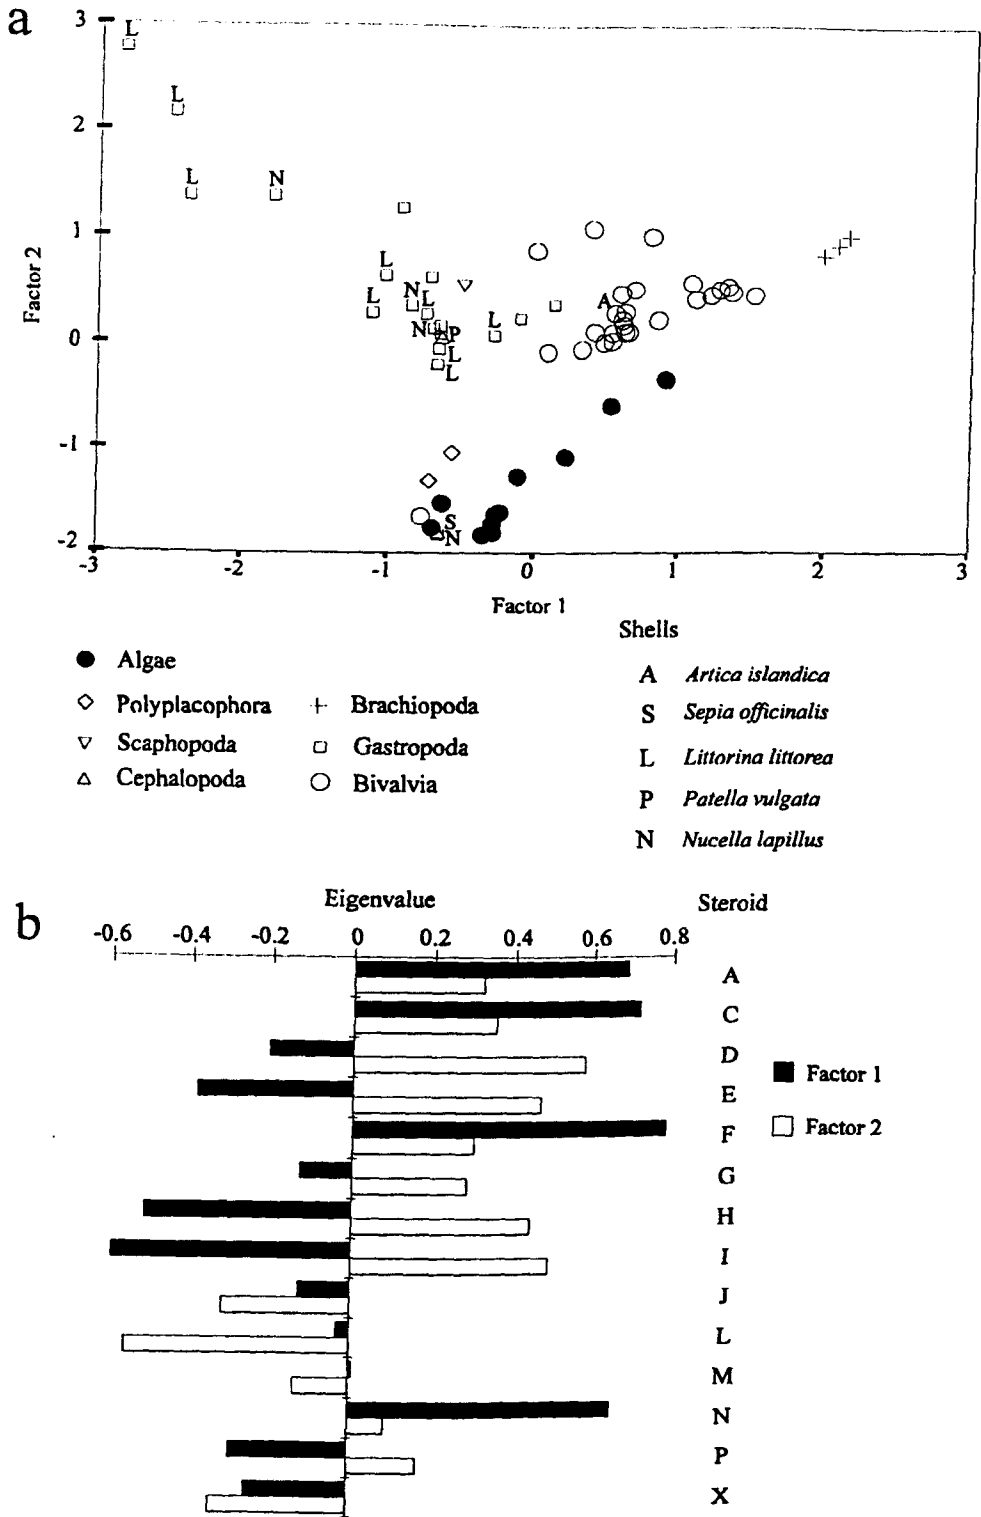 a
3
2
1
0
-1
-2
Factor 2
L
L
L
N
L
L
N
L
N
P
L
L
L
A
S
N
-3
-2
-1
0
1
2
3
Factor 1
Shells
Algae
Polyplacophora
Scaphopoda
Cephalopoda
Brachiopoda
Gastropoda
Bivalvia
A Artica islandica
S Sepia officinalis
L Littorina littorea
P Patella vulgata
N Nucella lapillus
b
Eigenvalue
Steroid
-0.6 -0.4 -0.2 0 0.2 0.4 0.6 0.8
A
C
D
E
F
G
H
I
J
L
M
N
P
X
Factor 1
Factor 2